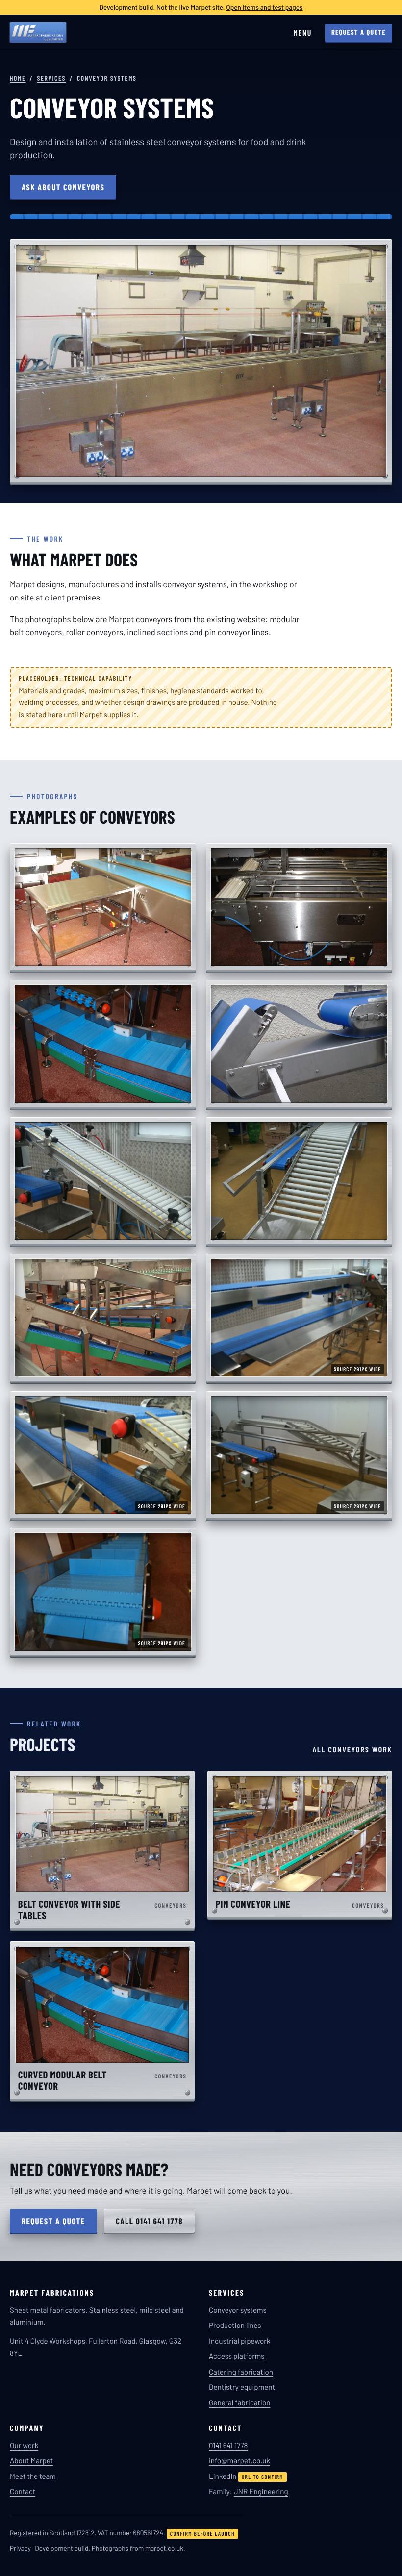 Development build. Not the live Marpet site. Open items and test pages
MF
MARPET FABRICATIONS
MENU
REQUEST A QUOTE
HOME / SERVICES / CONVEYOR SYSTEMS
CONVEYOR SYSTEMS
Design and installation of stainless steel conveyor systems for food and drink
production.
ASK ABOUT CONVEYORS
THE WORK
WHAT MARPET DOES
Marpet designs, manufactures and installs conveyor systems, in the workshop or
on site at client premises.
The photographs below are Marpet conveyors from the existing website: modular
belt conveyors, roller conveyors, inclined sections and pin conveyor lines.
PLACEHOLDER: TECHNICAL CAPABILITY
Materials and grades, maximum sizes, finishes, hygiene standards worked to,
welding processes, and whether design drawings are produced in house. Nothing
is stated here until Marpet supplies it.
PHOTOGRAPHS
EXAMPLES OF CONVEYORS
SOURCE 291PX WIDE
SOURCE 291PX WIDE
SOURCE 291PX WIDE
SOURCE 291PX WIDE
RELATED WORK
PROJECTS
ALL CONVEYORS WORK
BELT CONVEYOR WITH SIDE
TABLES
CONVEYORS
PIN CONVEYOR LINE
CONVEYORS
CURVED MODULAR BELT
CONVEYOR
CONVEYORS
NEED CONVEYORS MADE?
Tell us what you need made and where it is going. Marpet will come back to you.
REQUEST A QUOTE
CALL 0141 641 1778
MARPET FABRICATIONS
Sheet metal fabricators. Stainless steel, mild steel and
aluminium.
Unit 4 Clyde Workshops, Fullarton Road, Glasgow, G32
8YL
SERVICES
Conveyor systems
Production lines
Industrial pipework
Access platforms
Catering fabrication
Dentistry equipment
General fabrication
COMPANY
Our work
About Marpet
Meet the team
Contact
CONTACT
0141 641 1778
info@marpet.co.uk
LinkedIn URL TO CONFIRM
Family: JNR Engineering
Registered in Scotland 172812. VAT number 680561724. CONFIRM BEFORE LAUNCH
Privacy · Development build. Photographs from marpet.co.uk.